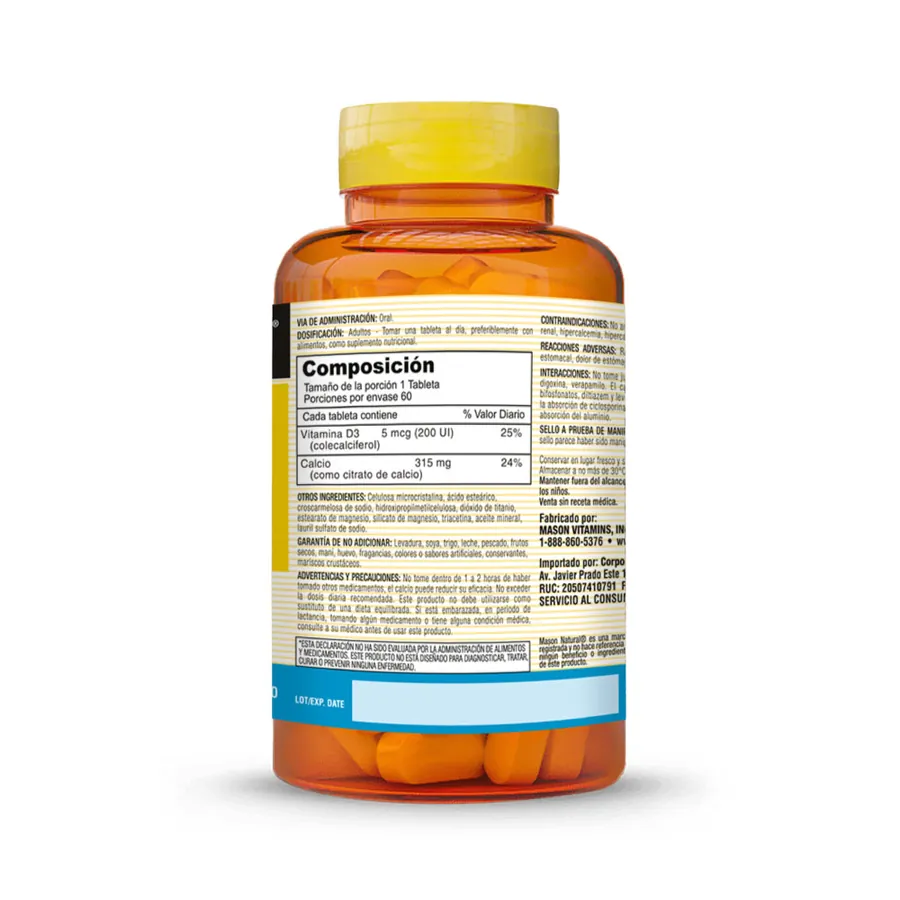 ®
VIA DE ADMINISTRACIÓN: Oral.
DOSIFICACIÓN: Adultos - Tomar una tableta al día, preferiblemente con
alimentos, como suplemento nutricional.
Composición
Tamaño de la porción 1 Tableta
Porciones por envase 60
Cada tableta contiene % Valor Diario
Vitamina D3 5 mcg (200 UI) 25%
(colecalciferol)
Calcio 315 mg 24%
(como citrato de calcio)
OTROS INGREDIENTES: Celulosa microcristalina, ácido esteárico,
croscarmelosa de sodio, hidroxipropilmetilcelulosa, dióxido de titanio,
estearato de magnesio, silicato de magnesio, triacetina, aceite mineral,
lauril sulfato de sodio.
GARANTÍA DE NO ADICIONAR: Levadura, soya, trigo, leche, pescado, frutos
secos, maní, huevo, fragancias, colores o sabores artificiales, conservantes,
mariscos crustáceos.
ADVERTENCIAS Y PRECAUCIONES: No tome dentro de 1 a 2 horas de haber
tomado otros medicamentos, el calcio puede reducir su eficacia. No exceder
la dosis diaria recomendada. Este producto no debe utilizarse como
sustituto de una dieta equilibrada. Si está embarazada, en período de
lactancia, tomando algún medicamento o tiene alguna condición médica,
consulte a su médico antes de usar este producto.
*ESTA DECLARACIÓN NO HA SIDO EVALUADA POR LA ADMINISTRACIÓN DE ALIMENTOS
Y MEDICAMENTOS. ESTE PRODUCTO NO ESTÁ DISEÑADO PARA DIAGNOSTICAR, TRATAR,
CURAR O PREVENIR NINGUNA ENFERMEDAD.
LOT/EXP. DATE
CONTRAINDICACIONES: No
renal, hipercalcemia,
REACCIONES ADVERSAS:
estomacal, dolor de
INTERACCIONES: No tome
digoxina, verapamilo. El
bifosfonatos, diltiazem y
la absorción de ciclosporina
absorción del aluminio.
SELLO A PRUEBA DE
sello parece haber sido
Conservar en lugar fresco y
Almacenar a no mas de 30°C
Mantener fuera del alcance
los niños.
Venta sin receta médica.
Fabricado por:
MASON VITAMINS,
1-888-860-5376 •
Importado por: Corpo
Av. Javier Prado Este 1
RUC: 20507410791
SERVICIO AL
Mason Natural® es una
registrada y no hace referencia
ningún beneficio o
de este producto.